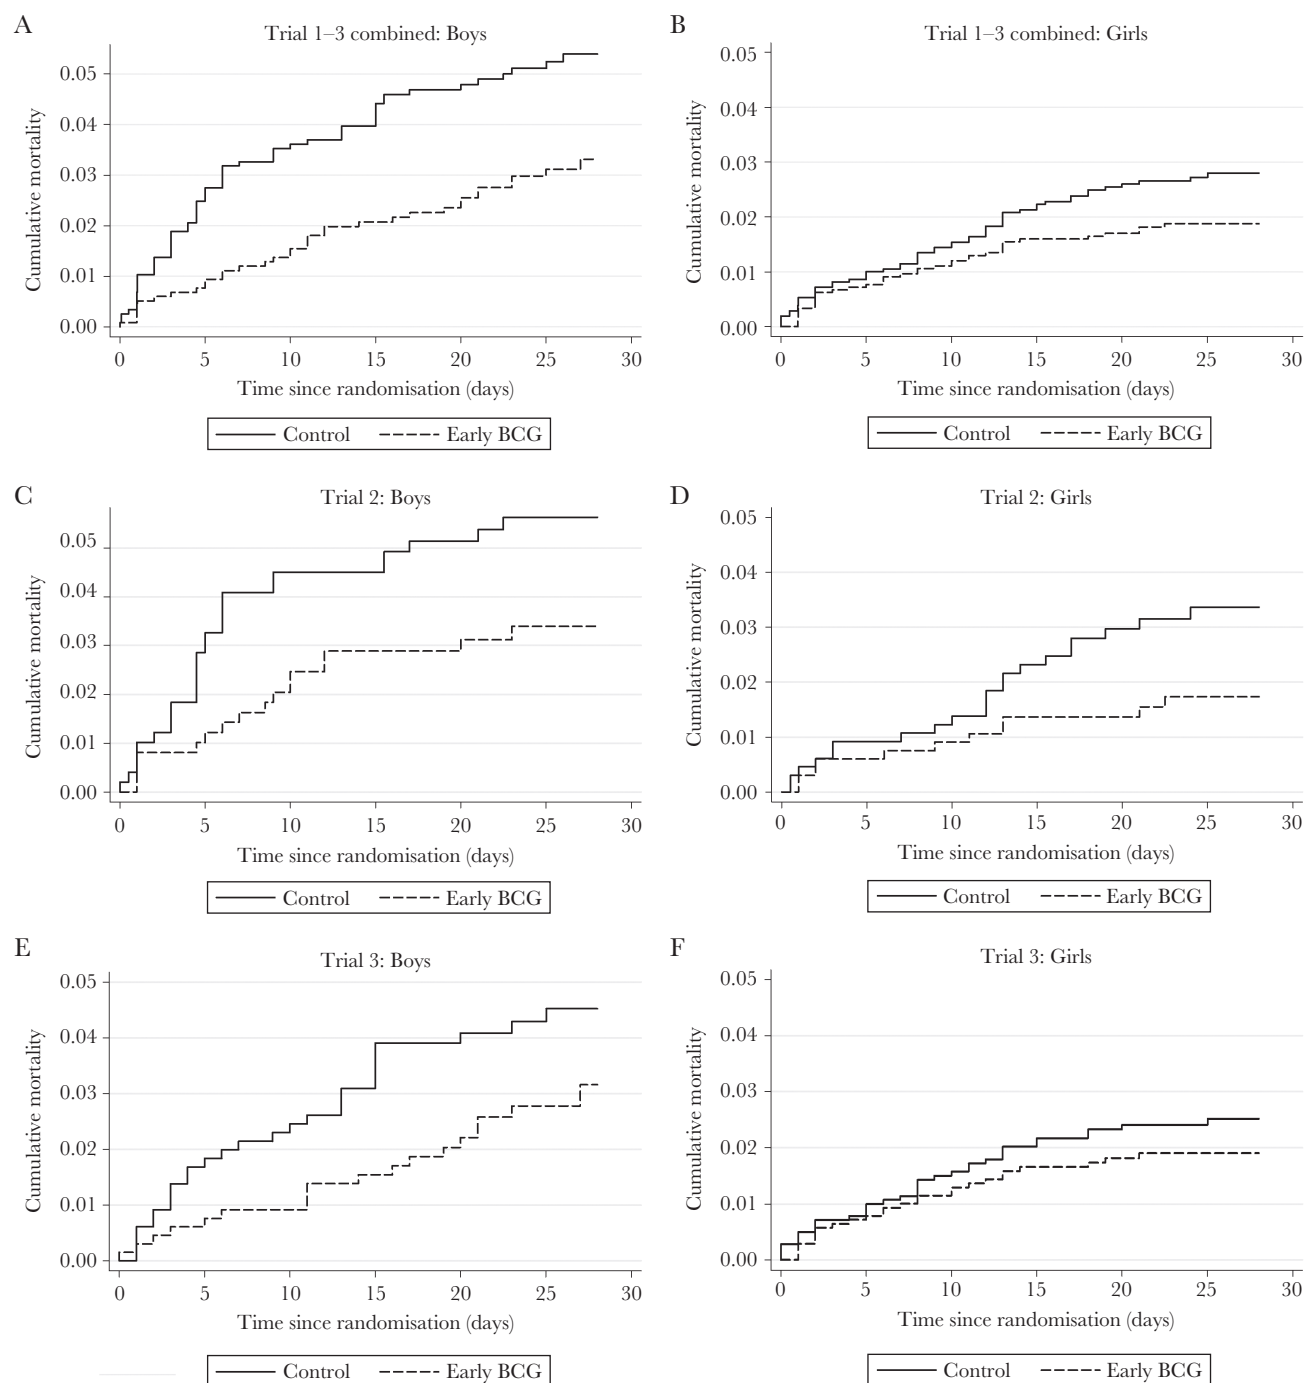 A
Trial 1–3 combined: Boys
Cumulative mortality
0.05
0.04
0.03
0.02
0.01
0.00
0 5 10 15 20 25 30
Time since randomisation (days)
Control Early BCG
B
Trial 1–3 combined: Girls
Cumulative mortality
0.05
0.04
0.03
0.02
0.01
0.00
0 5 10 15 20 25 30
Time since randomisation (days)
Control Early BCG
C
Trial 2: Boys
Cumulative mortality
0.05
0.04
0.03
0.02
0.01
0.00
0 5 10 15 20 25 30
Time since randomisation (days)
Control Early BCG
D
Trial 2: Girls
Cumulative mortality
0.05
0.04
0.03
0.02
0.01
0.00
0 5 10 15 20 25 30
Time since randomisation (days)
Control Early BCG
E
Trial 3: Boys
Cumulative mortality
0.05
0.04
0.03
0.02
0.01
0.00
0 5 10 15 20 25 30
Time since randomisation (days)
Control Early BCG
F
Trial 3: Girls
Cumulative mortality
0.05
0.04
0.03
0.02
0.01
0.00
0 5 10 15 20 25 30
Time since randomisation (days)
Control Early BCG